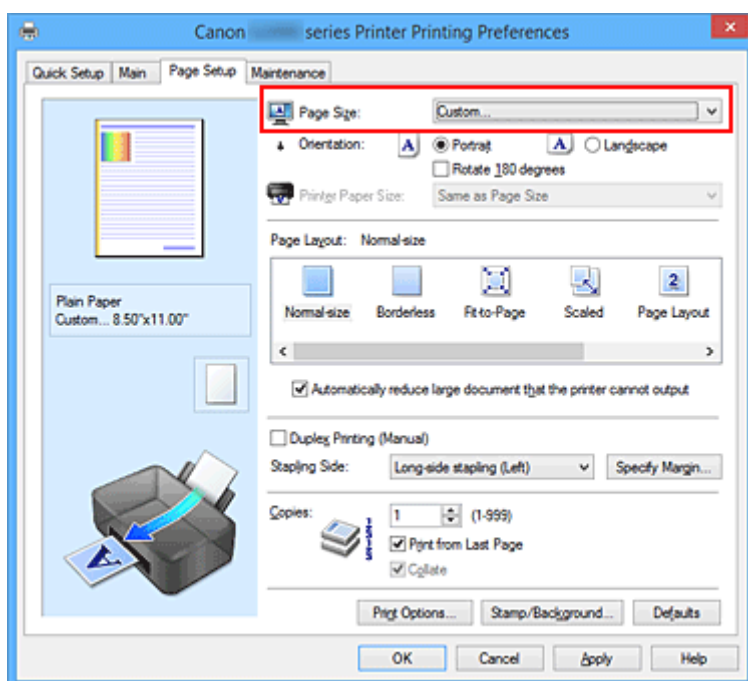 Canon series Printer Printing Preferences
Quick Setup Main Page Setup Maintenance
Page Size: Custom...
Orientation: A Portrait A Landscape
Rotate 180 degrees
Printer Paper Size: Same as Page Size
Page Layout: Normal-size
2
Normal-size Borderless Fit-to-Page Scaled Page Layout
Plain Paper
Custom... 8.50"x11.00"
Automatically reduce large document that the printer cannot output
Duplex Printing (Manual)
Stapling Side: Long-side stapling (Left) Specify Margin...
Copies: 1 (1-999)
Print from Last Page
Collate
A
Print Options... Stamp/Background... Defaults
OK Cancel Apply Help